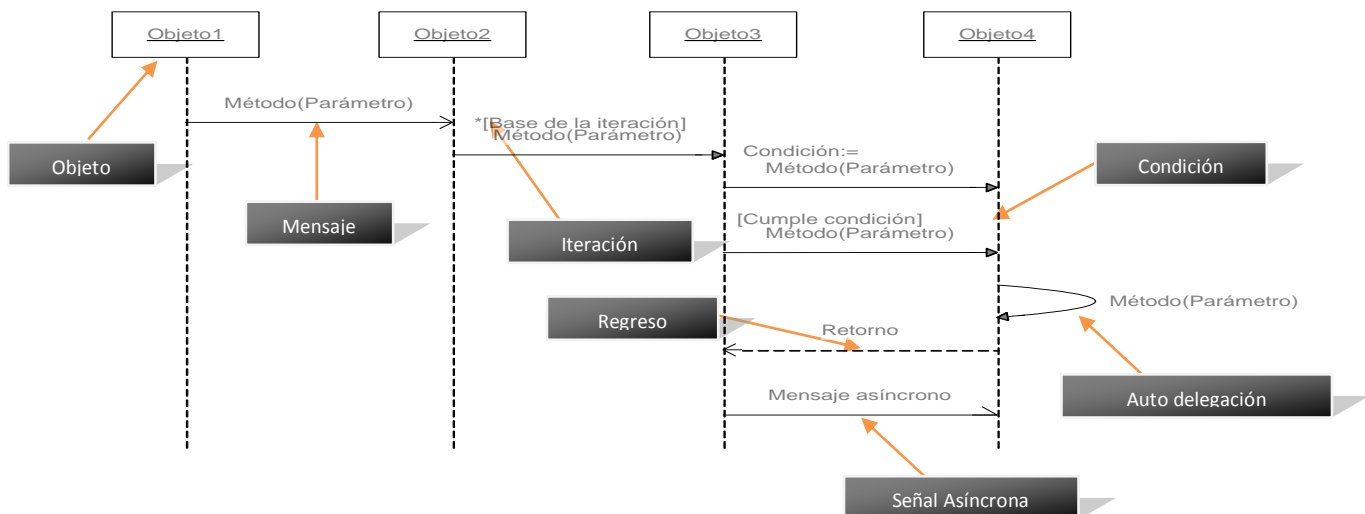 Objeto1
Objeto2
Objeto3
Objeto4
Método(Parámetro)
*[Base de la iteración]
Método(Parámetro)
Condición:=
Método(Parámetro)
Objeto
Condición
Mensaje
[Cumple condición]
Método(Parámetro)
Iteración
Método(Parámetro)
Regreso
Retorno
Mensaje asíncrono
Auto delegación
Señal Asíncrona